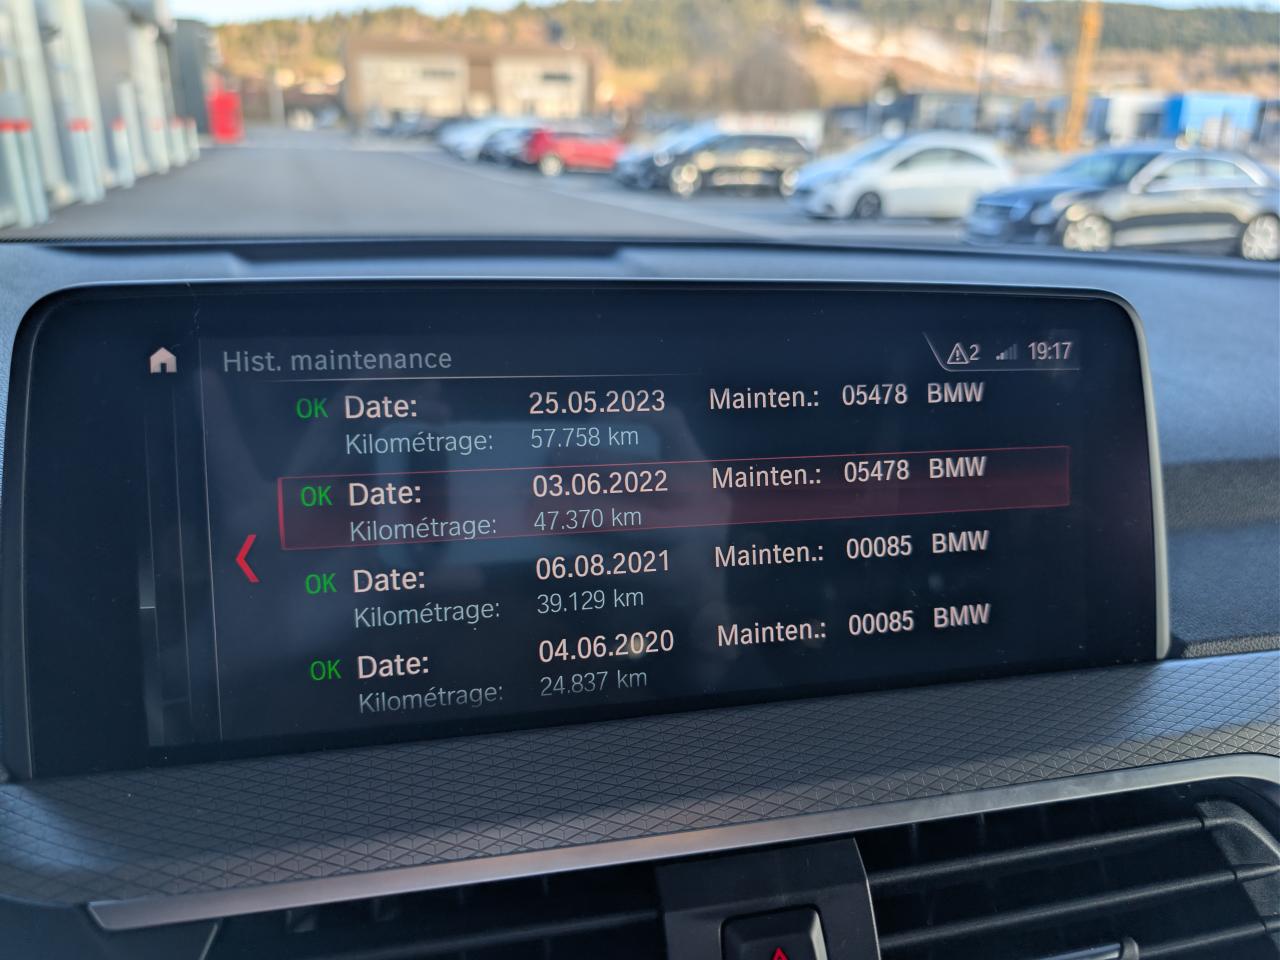 Hist. maintenance 2 19:17
OK Date: 25.05.2023 Mainten.: 05478 BMW
Kilométrage: 57.758 km
OK Date: 03.06.2022 Mainten.: 05478 BMW
Kilométrage: 47.370 km
OK Date: 06.08.2021 Mainten.: 00085 BMW
Kilométrage: 39.129 km
OK Date: 04.06.2020 Mainten.: 00085 BMW
Kilométrage: 24.837 km